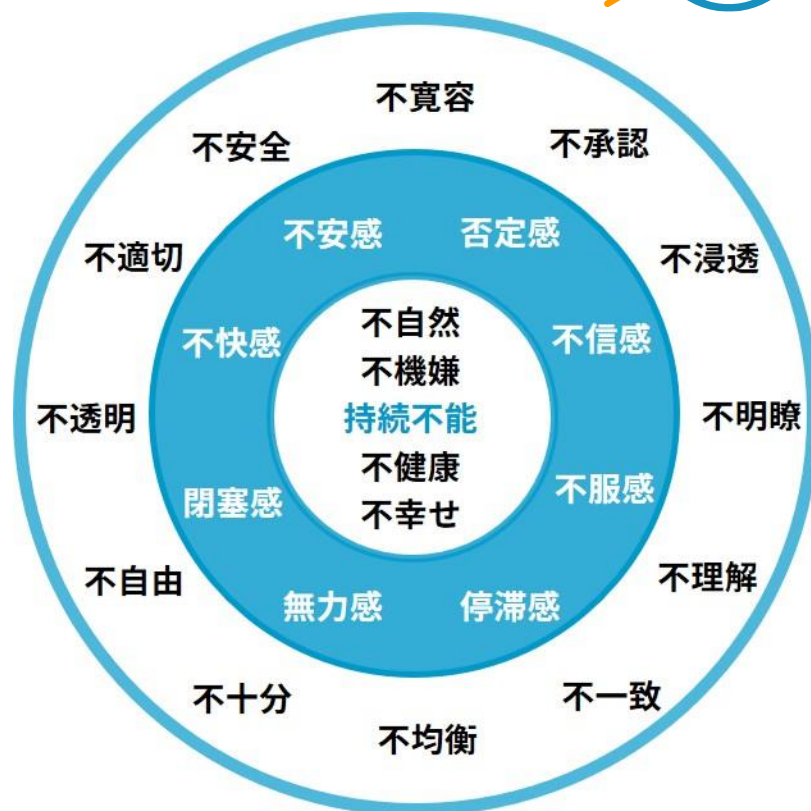 不寛容
不承認
不浸透
不明瞭
不理解
不一致
不均衡
不十分
不自由
不透明
不適切
不安全
不安感
否定感
不信感
不服感
停滞感
無力感
閉塞感
不快感
不自然
不機嫌
持続不能
不健康
不幸せ